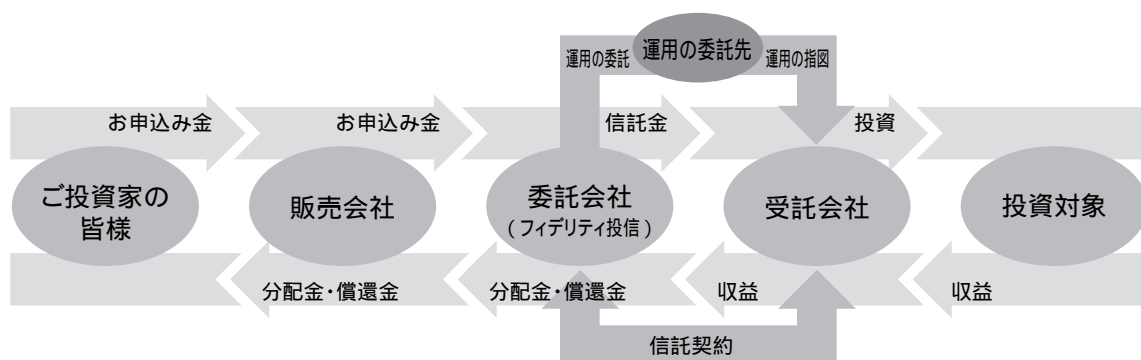 運用の委託
運用の委託先
運用の指図
お申込み金
お申込み金
信託金
投資
ご投資家の
皆様
販売会社
委託会社
(フィデリティ投信)
受託会社
投資対象
分配金・償還金
分配金・償還金
収益
収益
信託契約